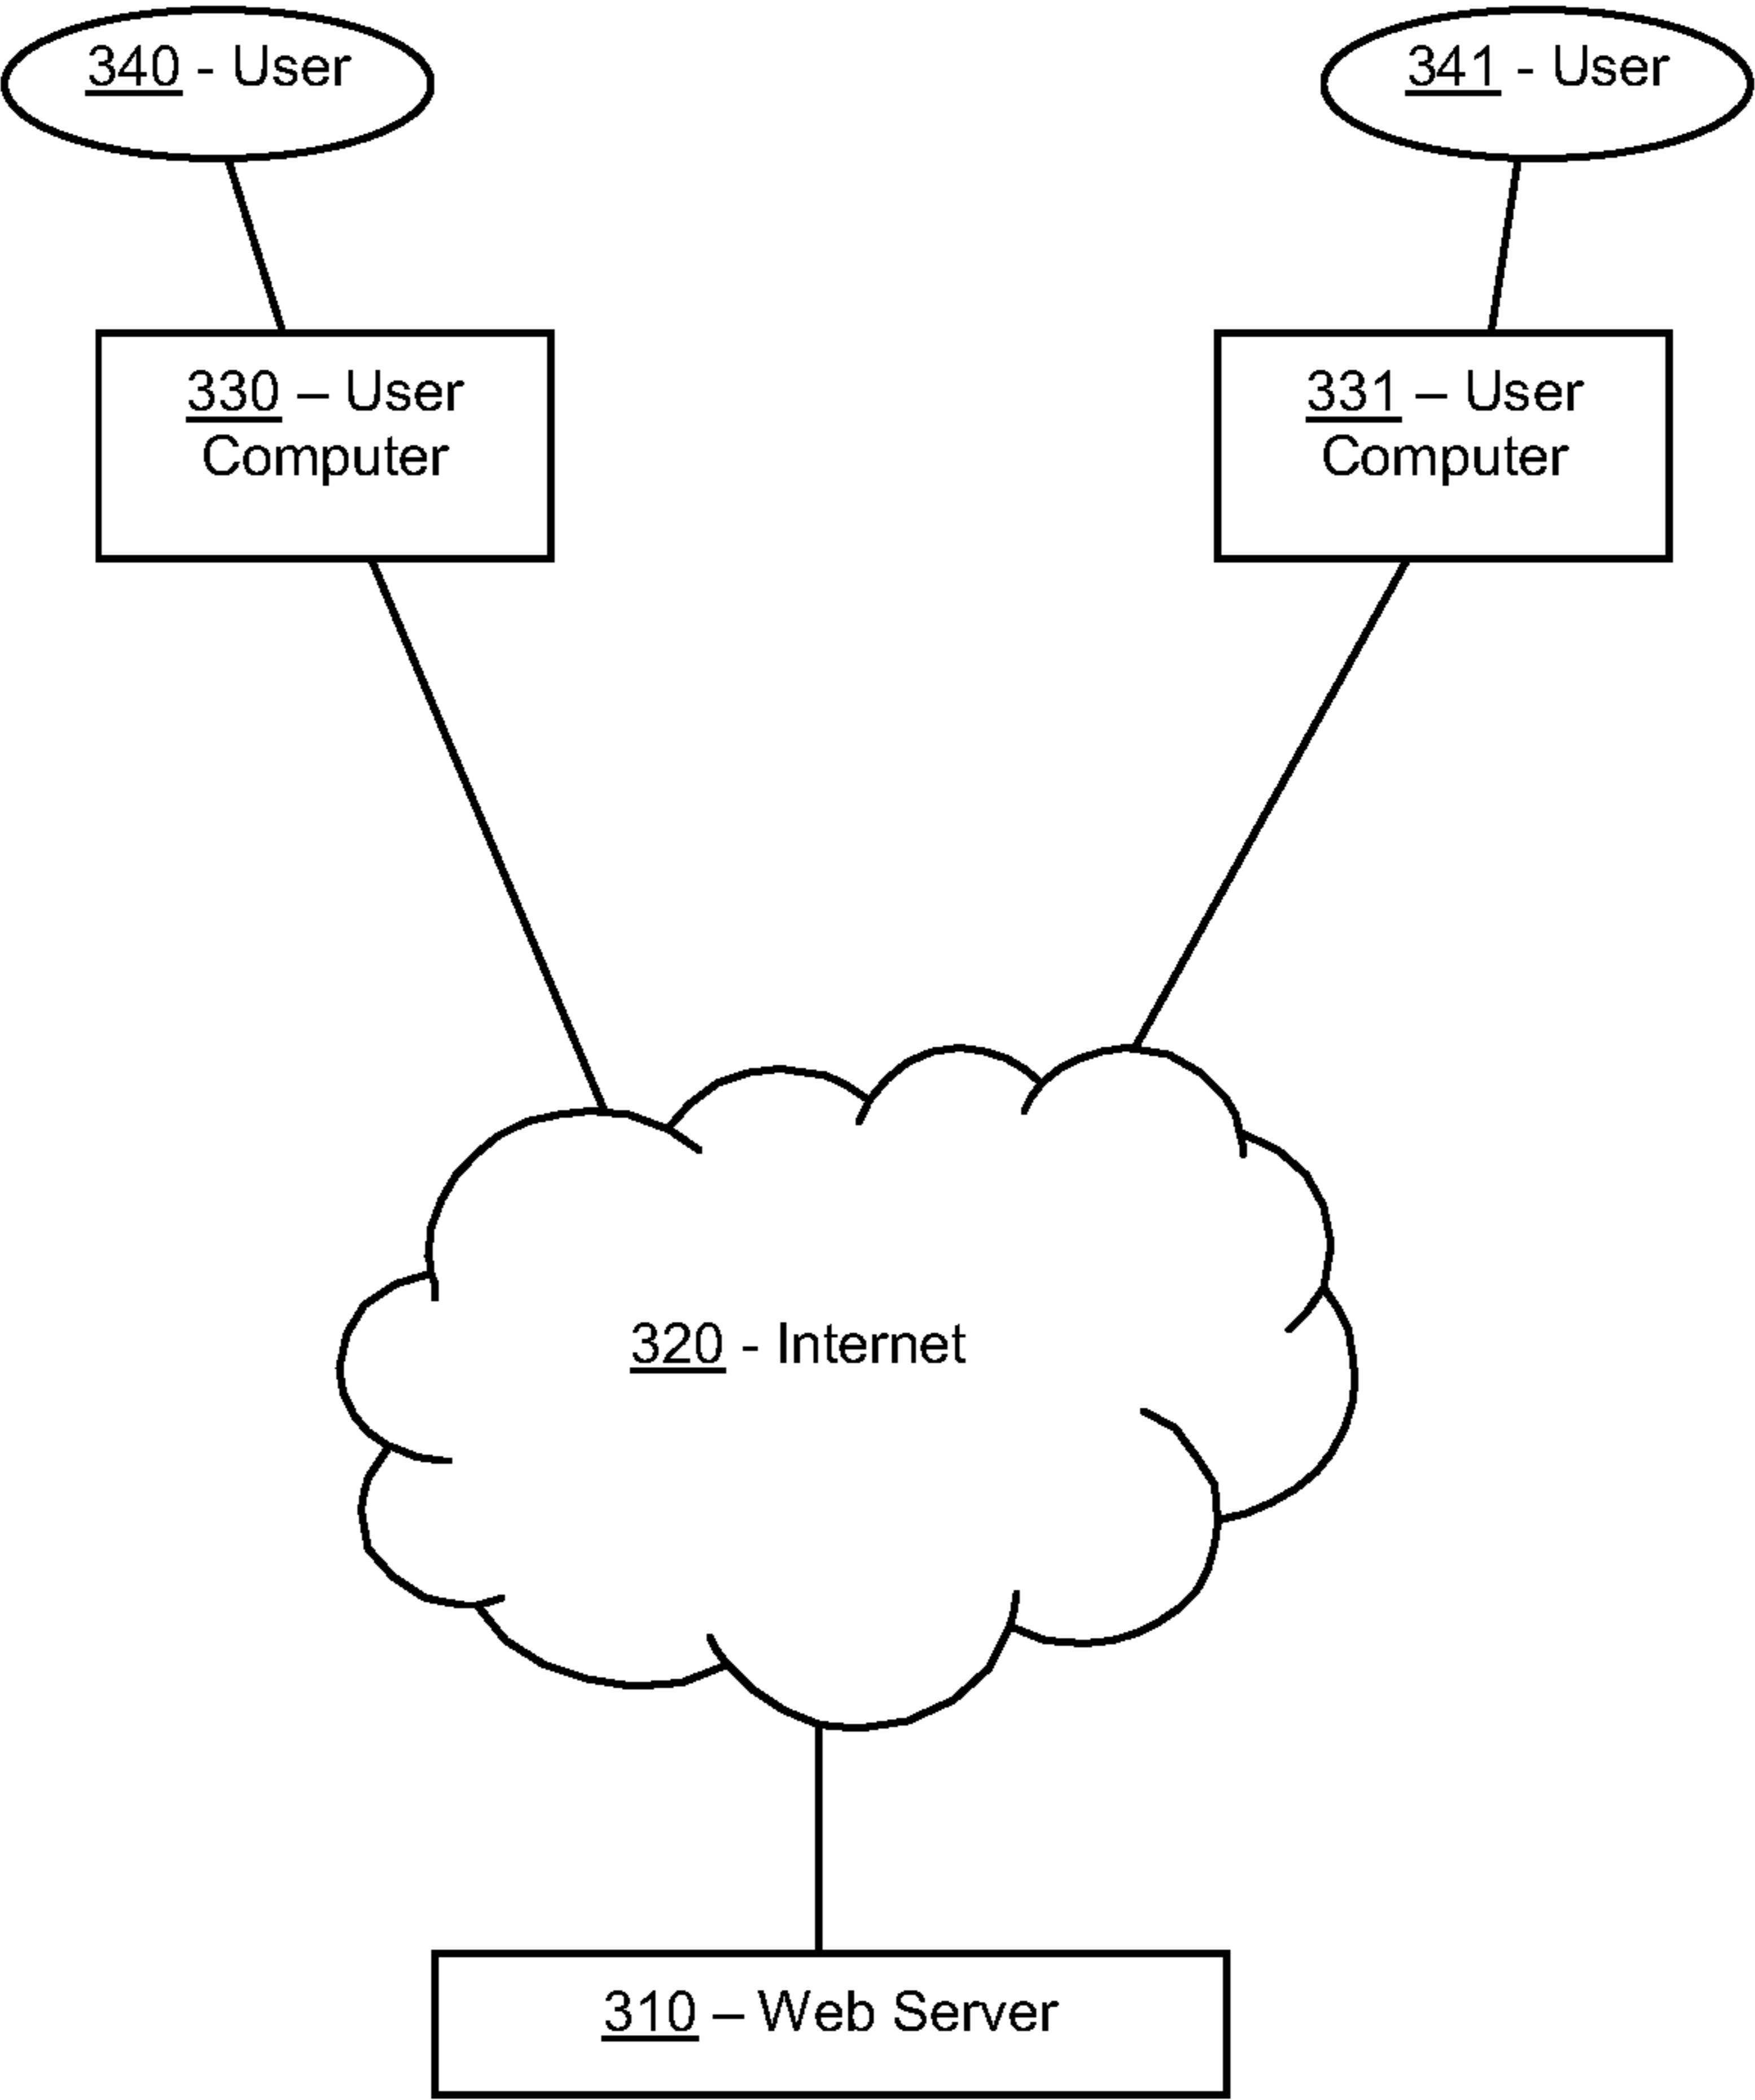 340 - User
341 - User
330 – User
Computer
331 – User
Computer
320 - Internet
310 – Web Server